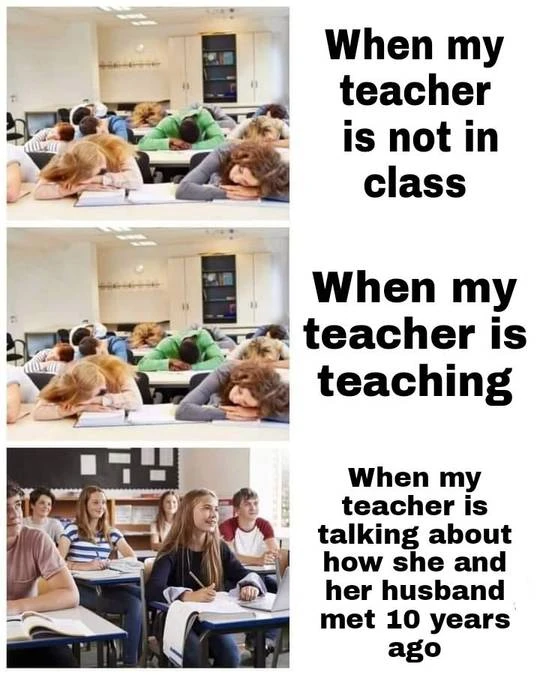 When my
teacher
is not in
class
When my
teacher is
teaching
When my
teacher is
talking about
how she and
her husband
met 10 years
ago